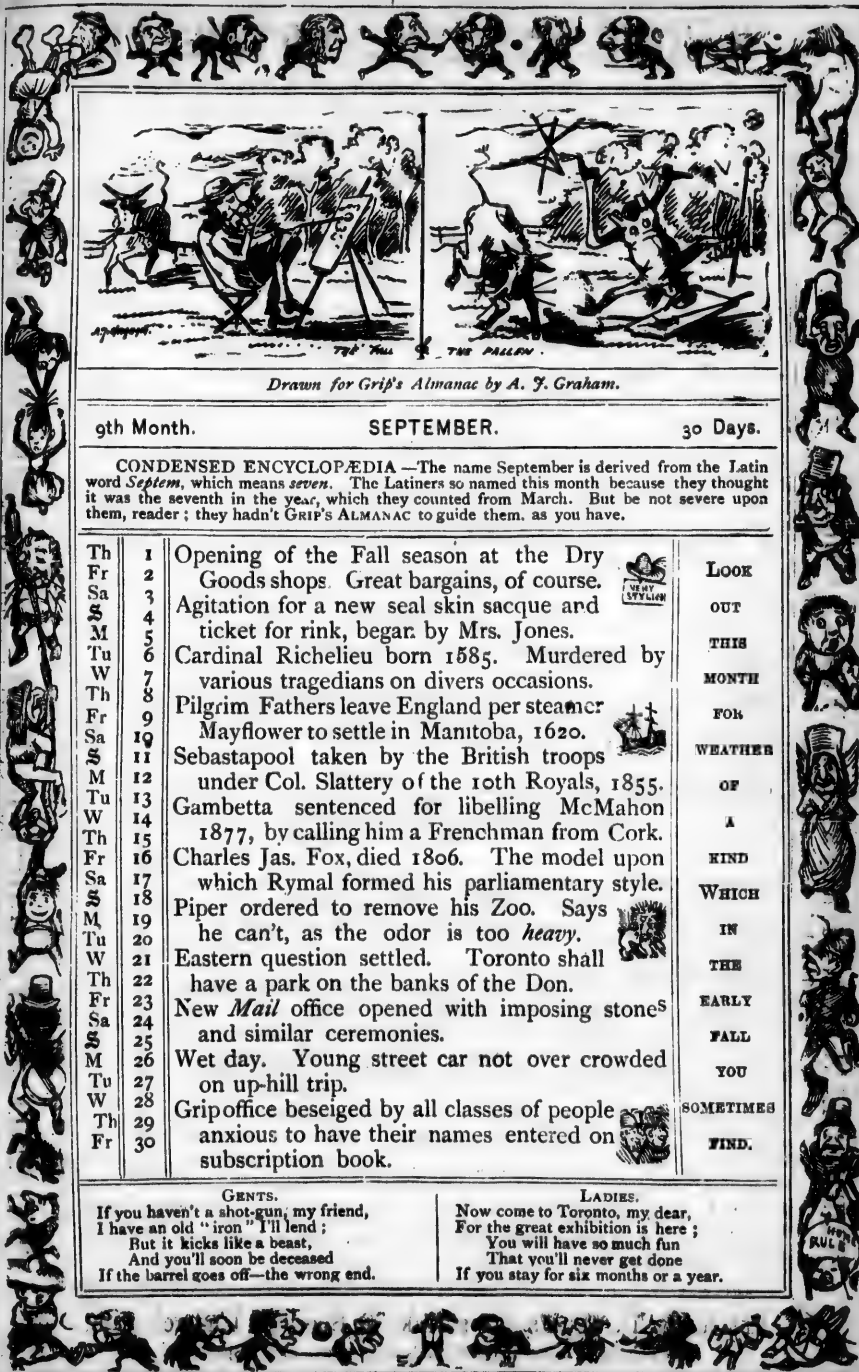 THE FALL OF THE FALLEN.
Drawn for Grip's Almanac by A. J. Graham.
9th Month. SEPTEMBER. 30 Days.
CONDENSED ENCYCLOPÆDIA —The name September is derived from the Latin
word Septem, which means seven. The Latiners so named this month because they thought
it was the seventh in the year, which they counted from March. But be not severe upon
them, reader; they hadn't GRIP'S ALMANAC to guide them. as you have.
Th 1
Fr 2
Sa 3
S 4
M 5
Tu 6
W 7
Th 8
Fr 9
Sa 10
S 11
M 12
Tu 13
W 14
Th 15
Fr 16
Sa 17
S 18
M 19
Tu 20
W 21
Th 22
Fr 23
Sa 24
S 25
M 26
Tu 27
W 28
Th 29
Fr 30
Opening of the Fall season at the Dry
Goods shops. Great bargains, of course.
VERY
STYLISH
Agitation for a new seal skin sacque and
ticket for rink, began by Mrs. Jones.
Cardinal Richelieu born 1585. Murdered by
various tragedians on divers occasions.
Pilgrim Fathers leave England per steamer
Mayflower to settle in Manitoba, 1620.
Sebastapool taken by the British troops
under Col. Slattery of the 10th Royals, 1855.
Gambetta sentenced for libelling McMahon
1877, by calling him a Frenchman from Cork.
Charles Jas. Fox, died 1806. The model upon
which Rymal formed his parliamentary style.
Piper ordered to remove his Zoo. Says
he can't, as the odor is too heavy.
Eastern question settled. Toronto shall
have a park on the banks of the Don.
New Mail office opened with imposing stones
and similar ceremonies.
Wet day. Young street car not over crowded
on up-hill trip.
Grip office beseiged by all classes of people
anxious to have their names entered on
subscription book.
LOOK
OUT
THIS
MONTH
FOR
WEATHER
OF
A
KIND
WHICH
IN
THE
EARLY
FALL
YOU
SOMETIMES
FIND.
GENTS.
If you haven't a shot-gun, my friend,
I have an old "iron" I'll lend;
But it kicks like a beast,
And you'll soon be deceased
If the barrel goes off—the wrong end.
LADIES.
Now come to Toronto, my dear,
For the great exhibition is here;
You will have so much fun
That you'll never get done
If you stay for six months or a year.
HOME
RULE